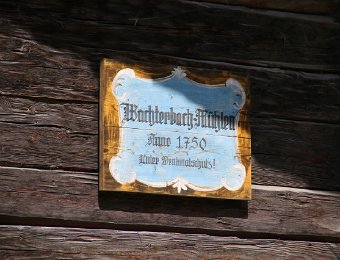 Wachterbach-Mühlen
Anno 1750
Unter Denkmalschutz!